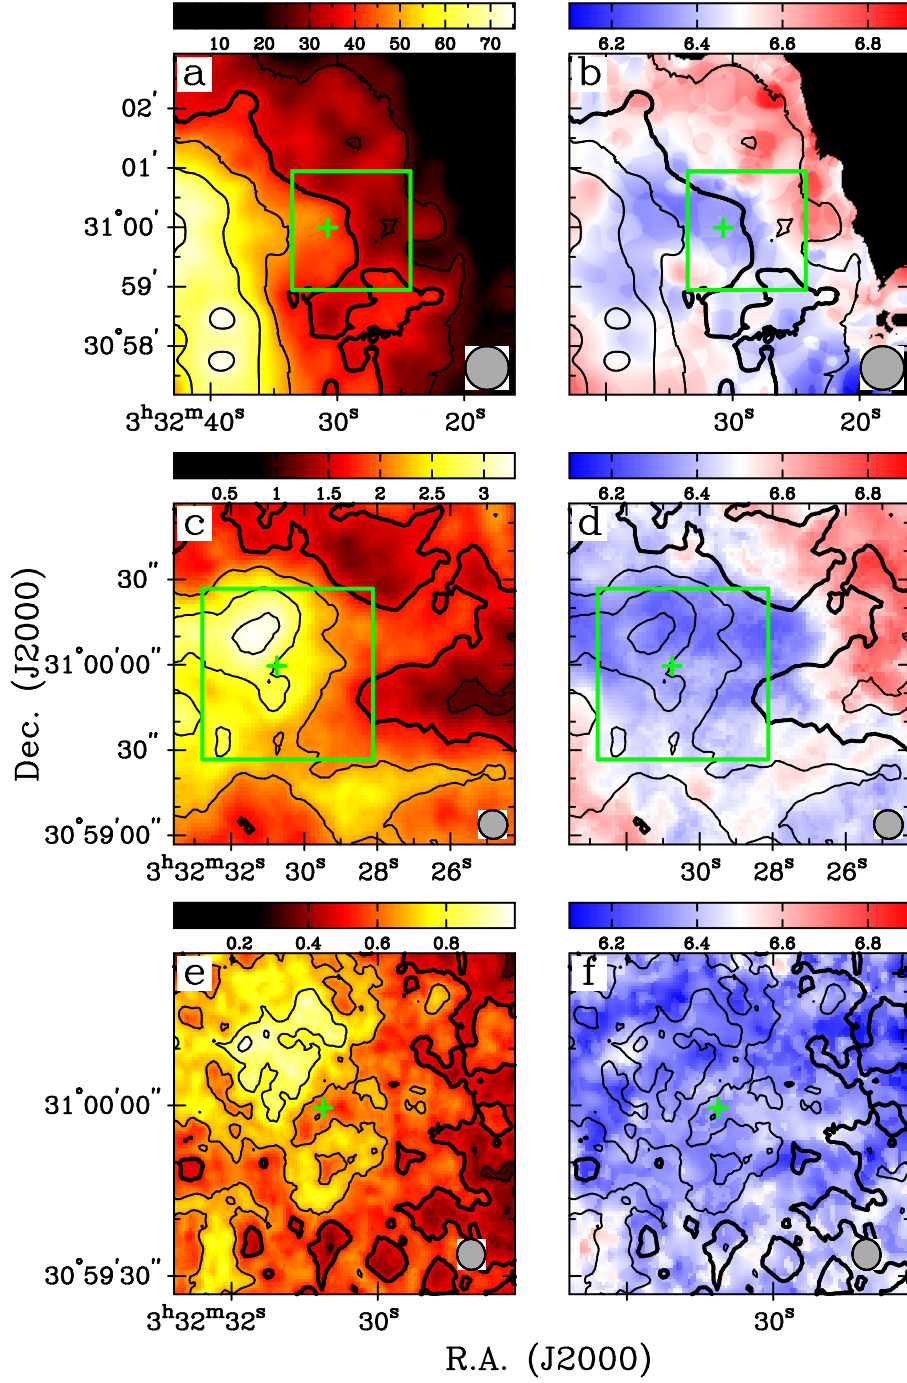 10 20 30 40 50 60 70
6.2 6.4 6.6 6.8
a
b
02'
01'
31°00'
59'
30°58'
3h32m40s 30s 20s
30s 20s
0.5 1 1.5 2 2.5 3
6.2 6.4 6.6 6.8
c
d
30"
31°00'00"
30"
30°59'00"
3h32m32s 30s 28s 26s
30s 28s 26s
0.2 0.4 0.6 0.8
6.2 6.4 6.6 6.8
e
f
31°00'00"
30°59'30"
3h32m32s 30s
30s
Dec. (J2000)
R.A. (J2000)